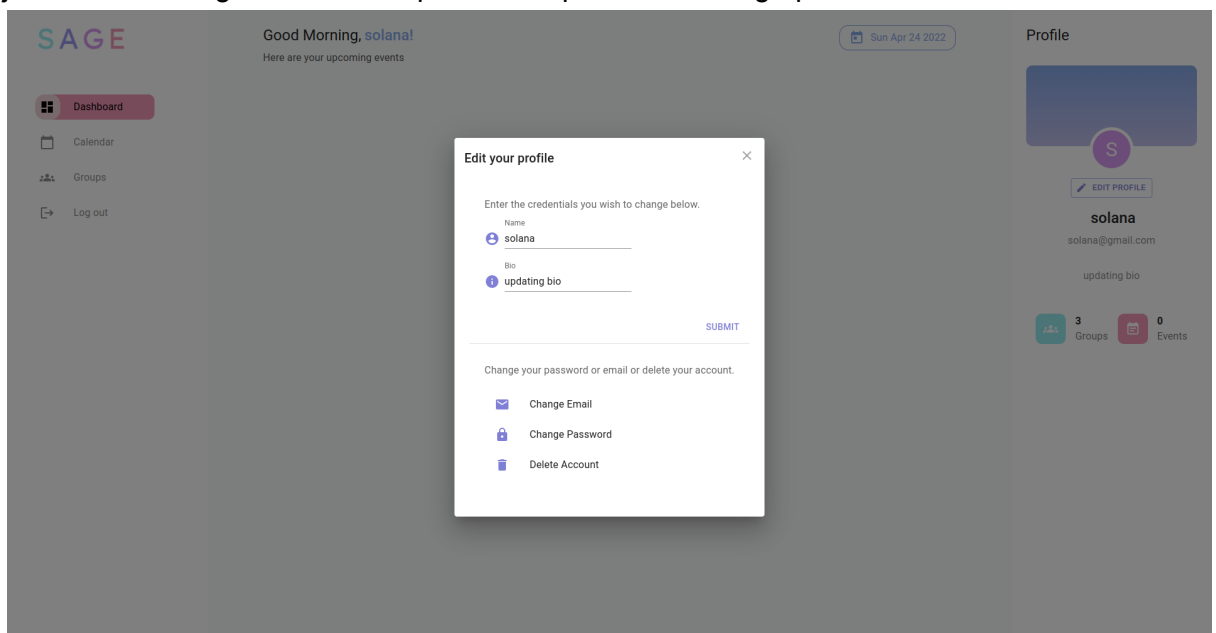 SAGE
Dashboard
Calendar
Groups
Log out
Good Morning, solana!
Here are your upcoming events
Sun Apr 24 2022
Edit your profile
Enter the credentials you wish to change below.
Name
solana
Bio
updating bio
SUBMIT
Change your password or email or delete your account.
Change Email
Change Password
Delete Account
Profile
S
EDIT PROFILE
solana
solana@gmail.com
updating bio
3
Groups
0
Events